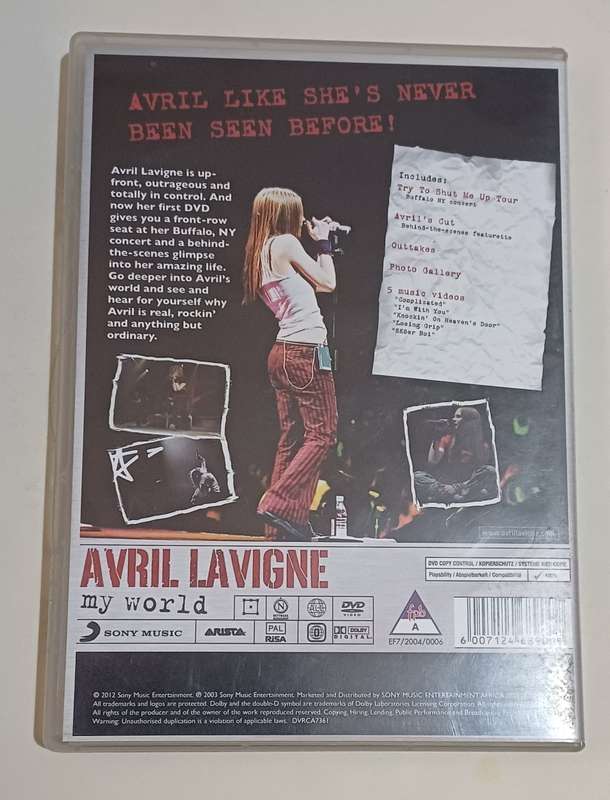 AVRIL LIKE SHE'S NEVER
BEEN SEEN BEFORE!
Avril Lavigne is up-
front, outrageous and
totally in control. And
now her first DVD
gives you a front-row
seat at her Buffalo, NY
concert and a behind-
the-scenes glimpse
into her amazing life.
Go deeper into Avril's
world and see and
hear for yourself why
Avril is real, rockin'
and anything but
ordinary.
Includes:
Try To Shut Me Up Tour
Buffalo NY concert
Avril's Cut
Behind-the-scenes featurette
Outtakes
Photo Gallery
5 music videos
"Complicated"
"I'm With You"
"Knockin' On Heaven's Door"
"Losing Grip"
"SK8er Boi"
www.avrillavigne.com
AVRIL LAVIGNE
my world
DVD COPY CONTROL / KOPIERSCHUTZ / SYSTÈME ANTI-COPIE
Playability / Abspielbarkeit / Compatibilité ✓ 100%
N
ALL
DVD VIDEO
fpb
A
EF7/2004/0006
SONY MUSIC
ARISTA
PAL
RiSA
0
DOLBY DIGITAL
6 007124
© 2012 Sony Music Entertainment. ℗ 2003 Sony Music Entertainment. Marketed and Distributed by SONY MUSIC ENTERTAINMENT AFRICA
All trademarks and logos are protected. Dolby and the double-D symbol are trademarks of Dolby Laboratories Licensing Corporation. All
All rights of the producer and of the owner of the work reproduced reserved. Copying, Hiring, Lending, Public Performance and Broadcasting
Warning: Unauthorised duplication is a violation of applicable laws. DVRCA7361